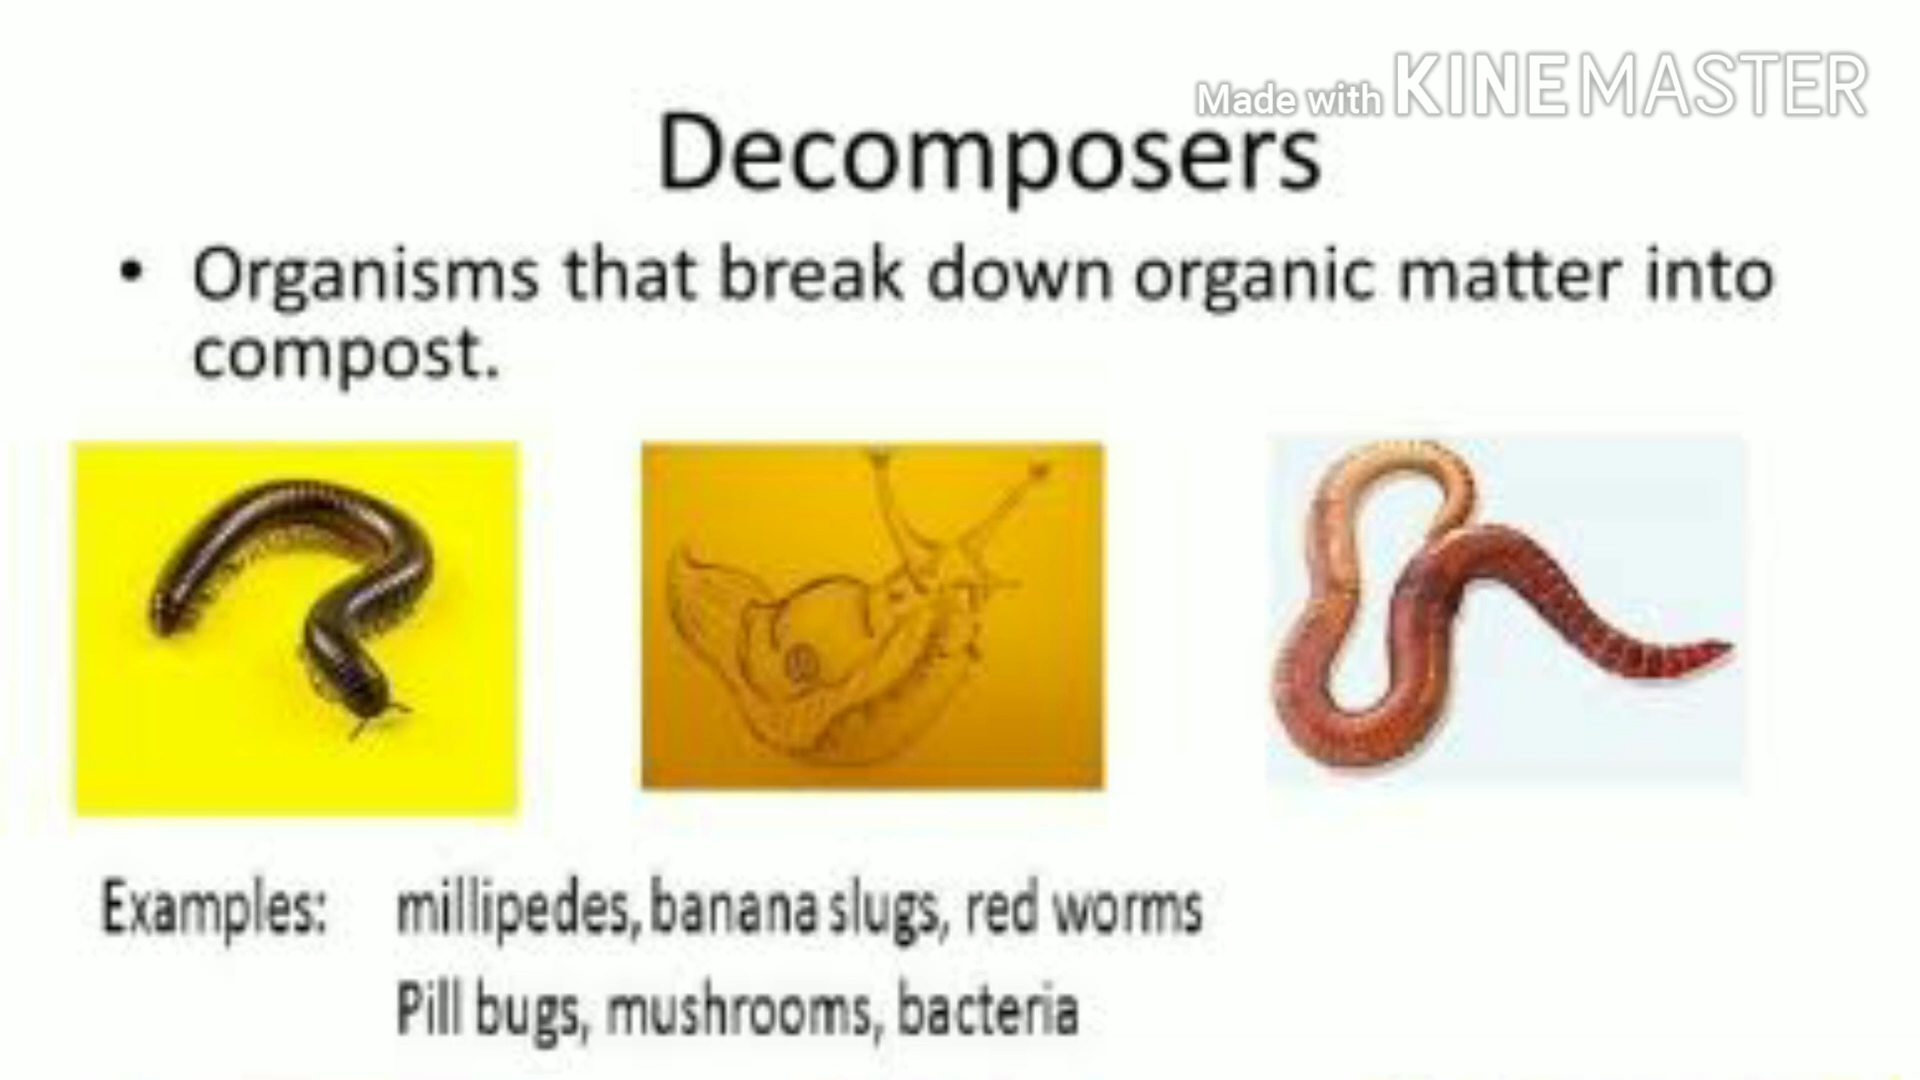 Made with KINEMASTER
Decomposers
• Organisms that break down organic matter into
compost.
Examples: millipedes, banana slugs, red worms
Pill bugs, mushrooms, bacteria